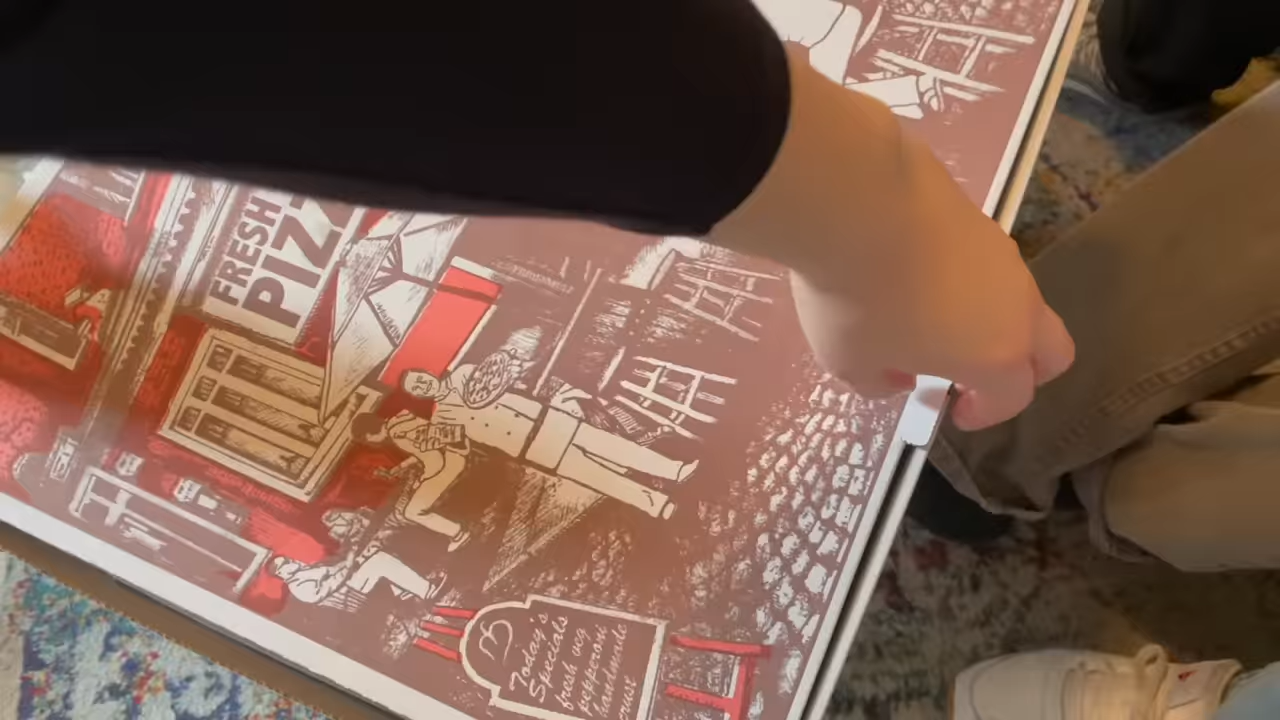 FRESH
PIZ
Today's
Specials
fresh veg
pepperoni
handmade
crust